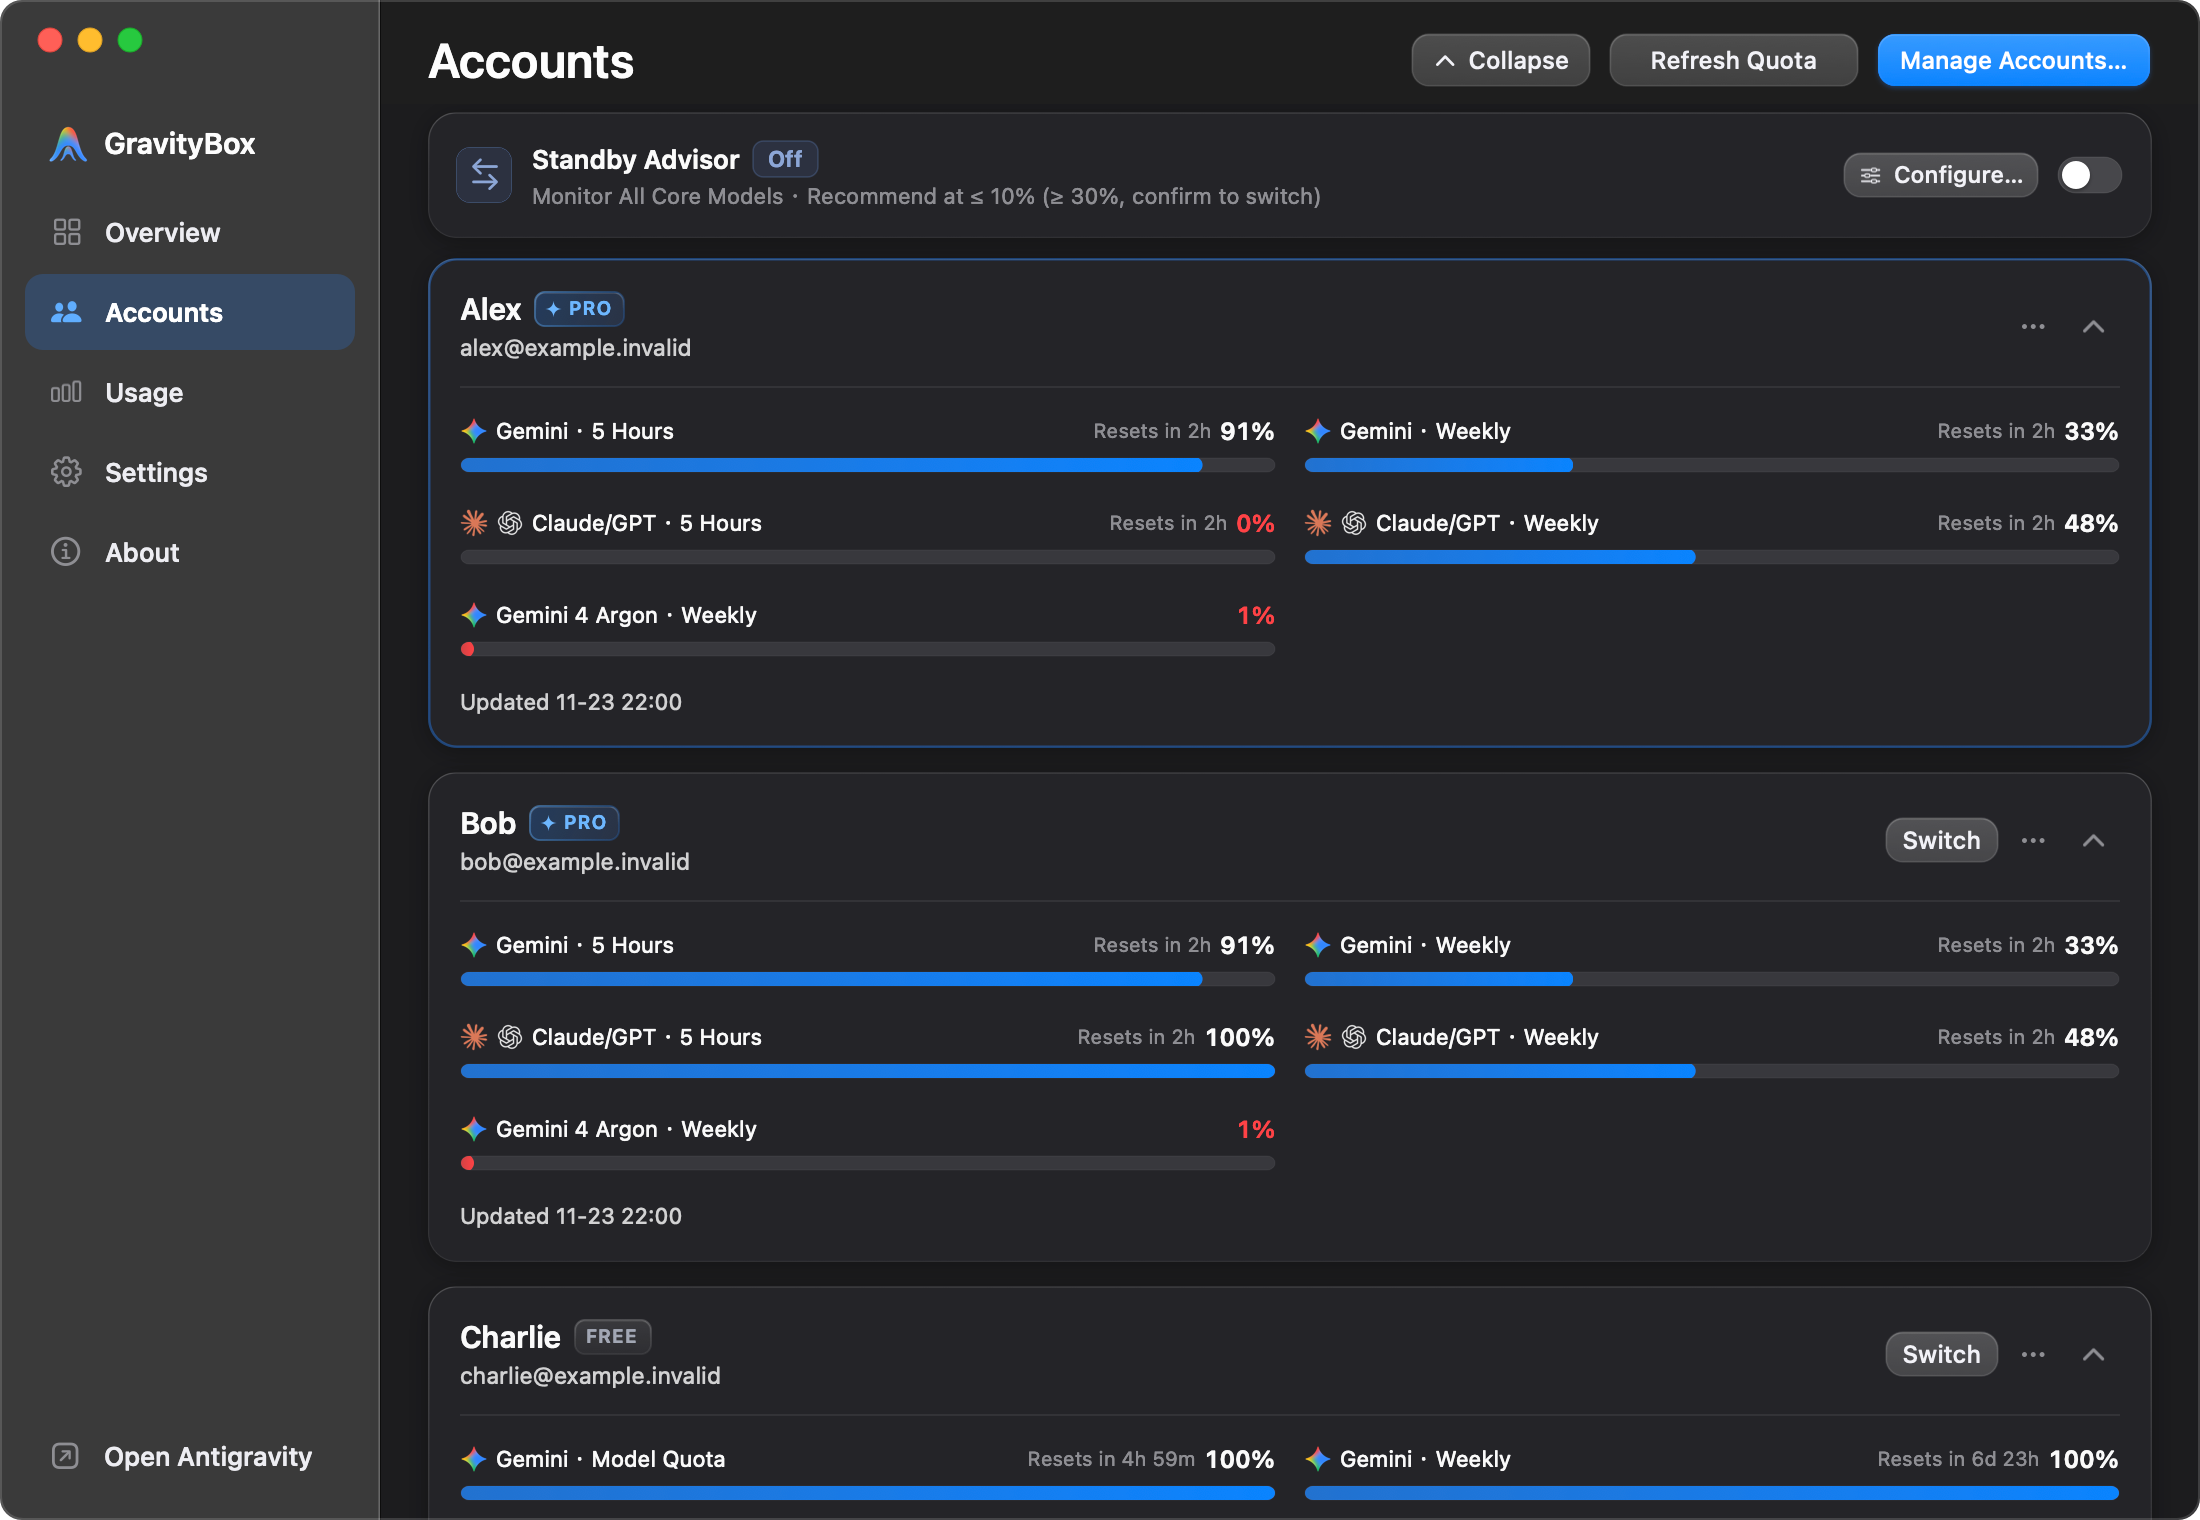 GravityBox
Overview
Accounts
Usage
Settings
About
Open Antigravity
Accounts
Collapse
Refresh Quota
Manage Accounts...
Standby Advisor Off
Monitor All Core Models · Recommend at ≤ 10% (≥ 30%, confirm to switch)
Configure...
Alex PRO
alex@example.invalid
Gemini · 5 Hours Resets in 2h 91%
Gemini · Weekly Resets in 2h 33%
Claude/GPT · 5 Hours Resets in 2h 0%
Claude/GPT · Weekly Resets in 2h 48%
Gemini 4 Argon · Weekly 1%
Updated 11-23 22:00
Bob PRO
bob@example.invalid
Switch
Gemini · 5 Hours Resets in 2h 91%
Gemini · Weekly Resets in 2h 33%
Claude/GPT · 5 Hours Resets in 2h 100%
Claude/GPT · Weekly Resets in 2h 48%
Gemini 4 Argon · Weekly 1%
Updated 11-23 22:00
Charlie FREE
charlie@example.invalid
Switch
Gemini · Model Quota Resets in 4h 59m 100%
Gemini · Weekly Resets in 6d 23h 100%